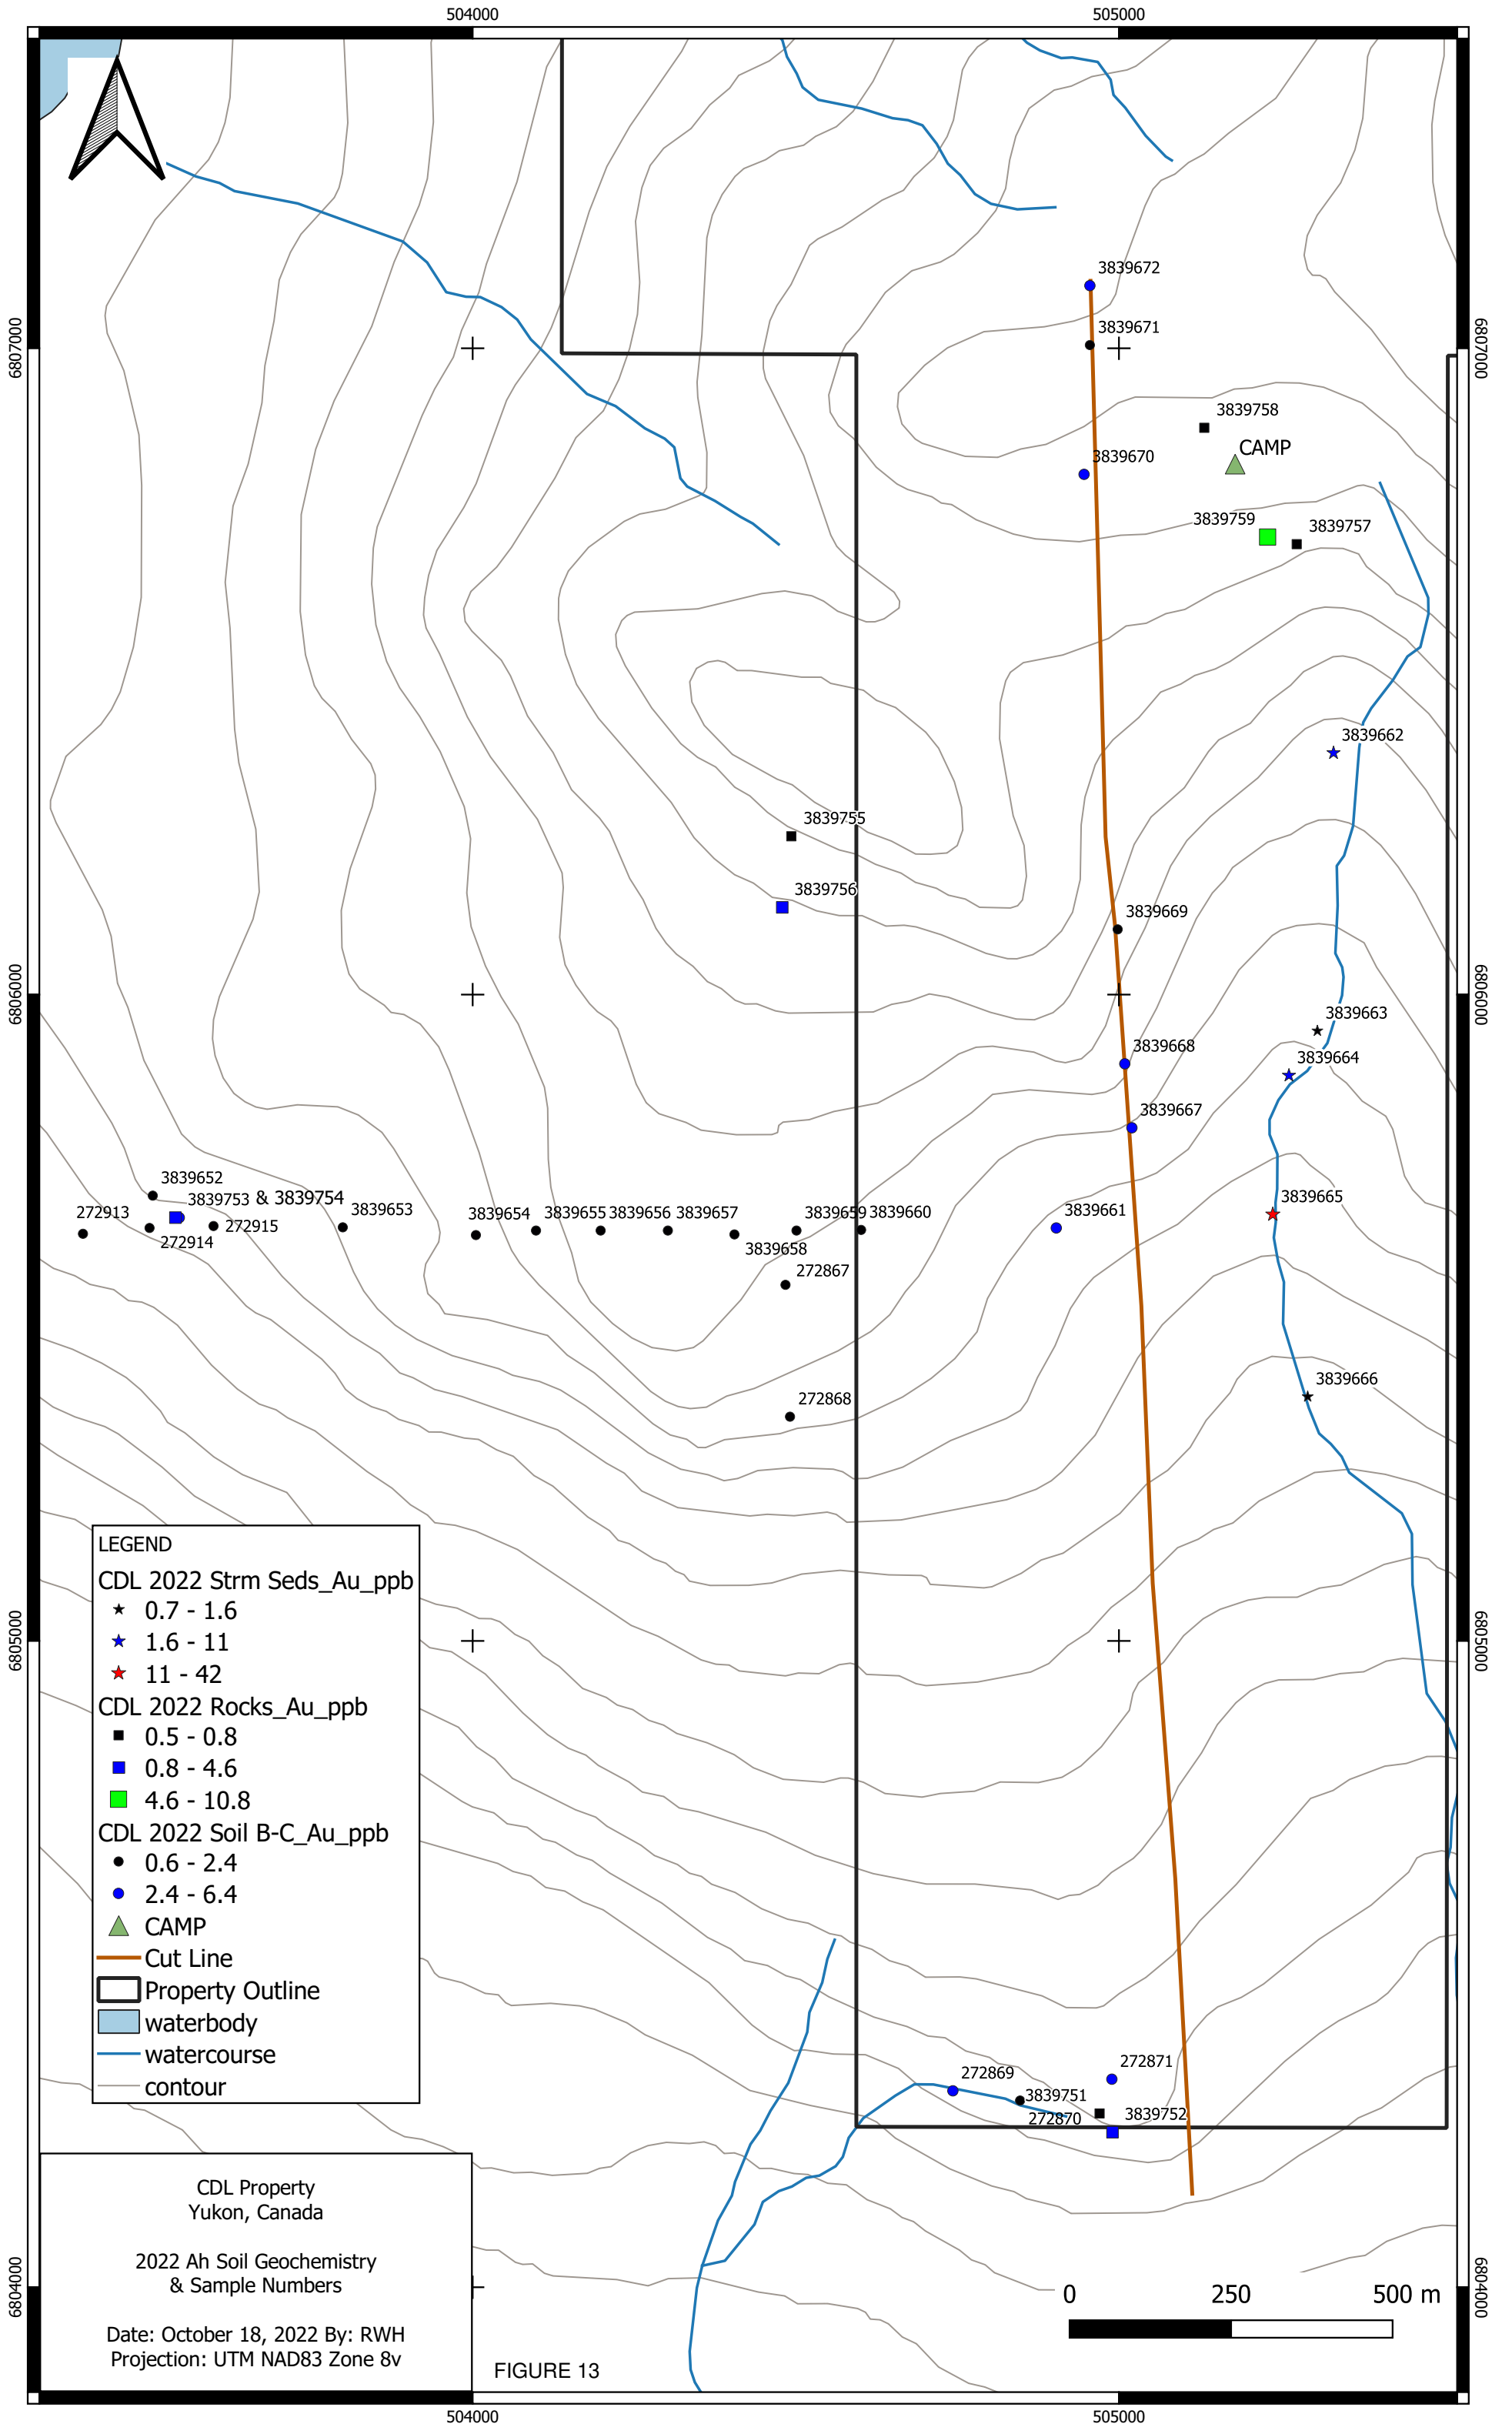 504000
505000
3839672
6807000
3839671
6807000
3839758
CAMP
3839670
3839759
3839757
3839662
3839755
3839756
3839669
6806000
6806000
3839663
3839668
3839664
3839667
3839652
3839753 & 3839754
272913
3839653
3839654
3839655
3839656
3839657
3839659
3839660
3839661
3839665
272915
272914
3839658
272867
3839666
272868
LEGEND
CDL 2022 Strm Seds_Au_ppb
0.7 - 1.6
1.6 - 11
11 - 42
CDL 2022 Rocks_Au_ppb
0.5 - 0.8
0.8 - 4.6
4.6 - 10.8
CDL 2022 Soil B-C_Au_ppb
0.6 - 2.4
2.4 - 6.4
CAMP
Cut Line
Property Outline
waterbody
watercourse
contour
6805000
6805000
272869
272871
3839751
3839752
272870
CDL Property
Yukon, Canada
2022 Ah Soil Geochemistry
& Sample Numbers
Date: October 18, 2022 By: RWH
Projection: UTM NAD83 Zone 8v
6804000
6804000
0 250 500 m
FIGURE 13
504000
505000